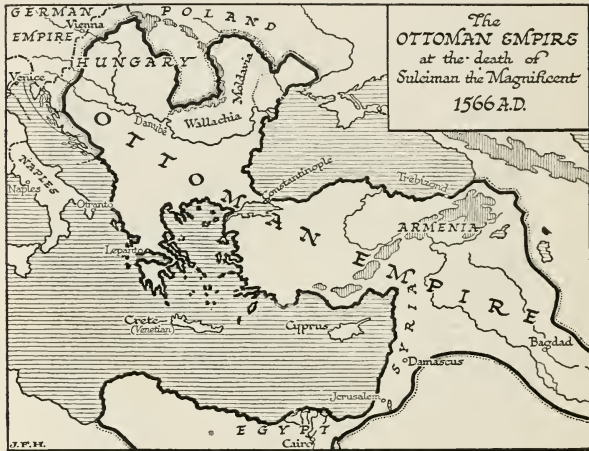 The
OTTOMAN EMPIRE
at the death of
Suleiman the Magnificent
1566 A.D.
GERMAN
EMPIRE
Vienna
POLAND
HUNGARY
Moldavia
Venice
Danube
Wallachia
OTTOMAN EMPIRE
NAPLES
Naples
Otranto
Constantinople
Trebizond
ARMENIA
Lepanto
Crete
(Venetian)
Cyprus
SYRIA
Bagdad
Damascus
Jerusalem
EGYPT
Cairo
J.F.H.